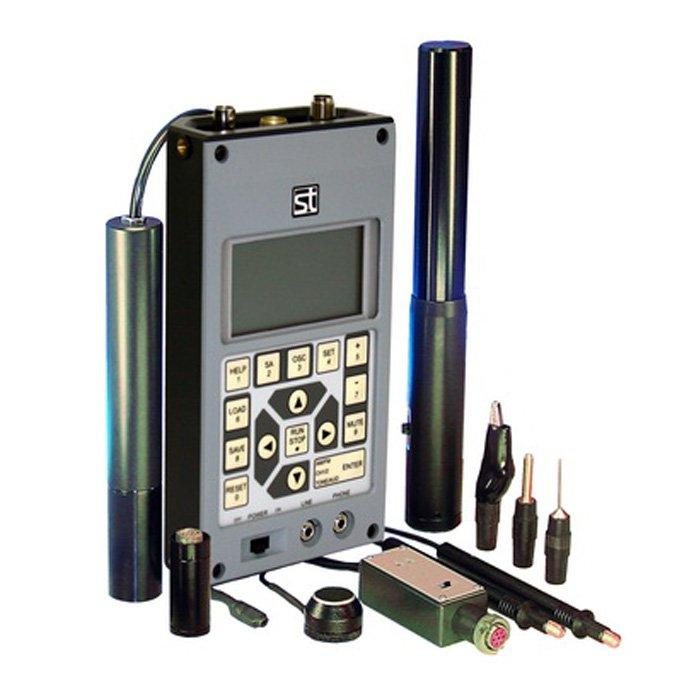 st
HELP
1
SA
2
OSC
3
SET
4
+
5
LOAD
6
-
7
SAVE
8
RUN
STOP
MUTE
9
RESET
0
ENTER
OFF POWER ON
LINE
PHONE